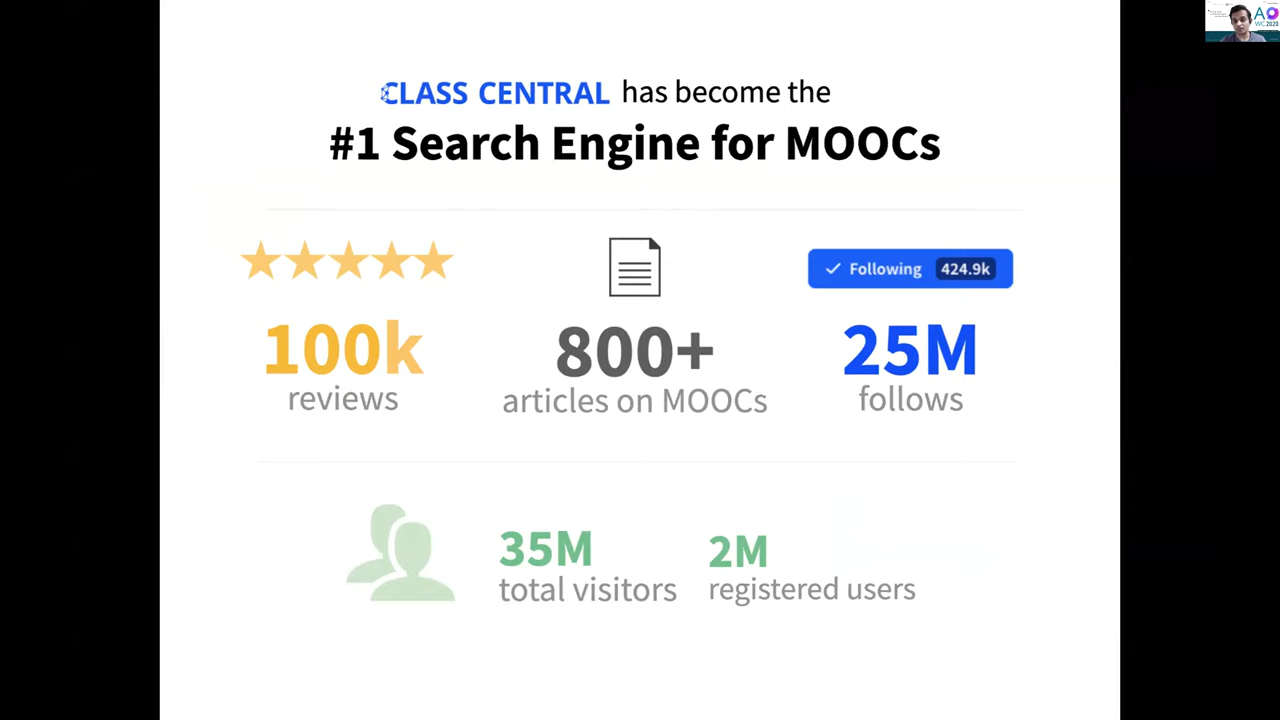 CLASS CENTRAL has become the
#1 Search Engine for MOOCs
Following 424.9k
100k
reviews
800+
articles on MOOCs
25M
follows
35M
total visitors
2M
registered users
A
WC2020